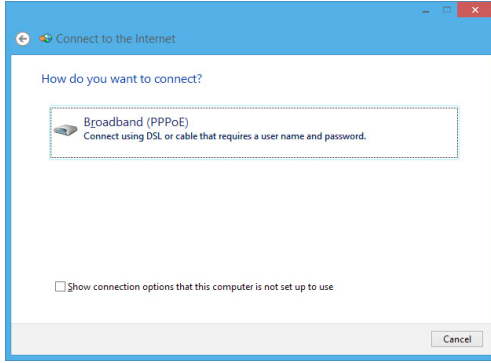 Connect to the Internet
How do you want to connect?
Broadband (PPPoE)
Connect using DSL or cable that requires a user name and password.
Show connection options that this computer is not set up to use
Cancel